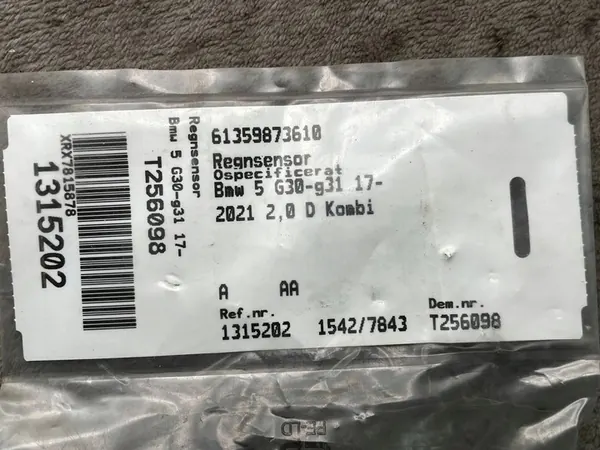 61359873610
Regnsensor
Ospecificerat
Bmw 5 G30-g31 17-
2021 2,0 D Kombi
A AA
Ref.nr. Dem.nr.
1315202 1542/7843 T256098
Regnsensor
Bmw 5 G30-g31 17-
T256098
XRX7815878
1315202